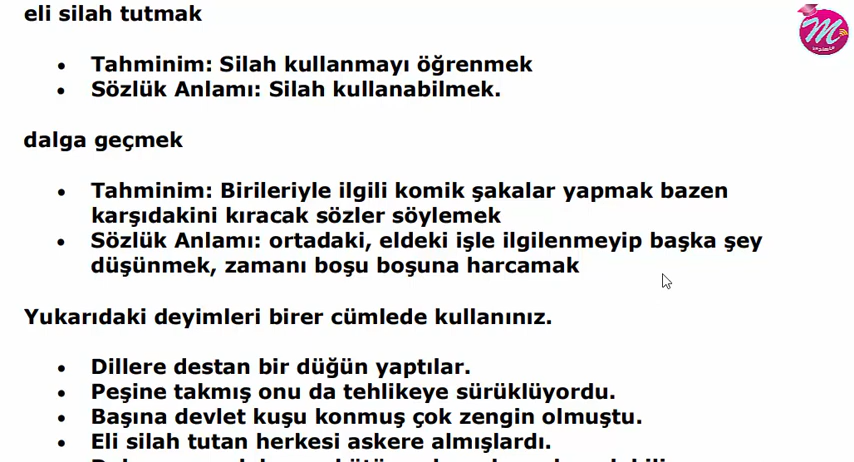 eli silah tutmak
Tahminim: Silah kullanmayı öğrenmek
Sözlük Anlamı: Silah kullanabilmek.
dalga geçmek
Tahminim: Birileriyle ilgili komik şakalar yapmak bazen
karşıdakini kıracak sözler söylemek
Sözlük Anlamı: ortadaki, eldeki işle ilgilenmeyip başka şey
düşünmek, zamanı boşu boşuna harcamak
Yukarıdaki deyimleri birer cümlede kullanınız.
Dillere destan bir düğün yaptılar.
Peşine takmış onu da tehlikeye sürüklüyordu.
Başına devlet kuşu konmuş çok zengin olmuştu.
Eli silah tutan herkesi askere almışlardı.